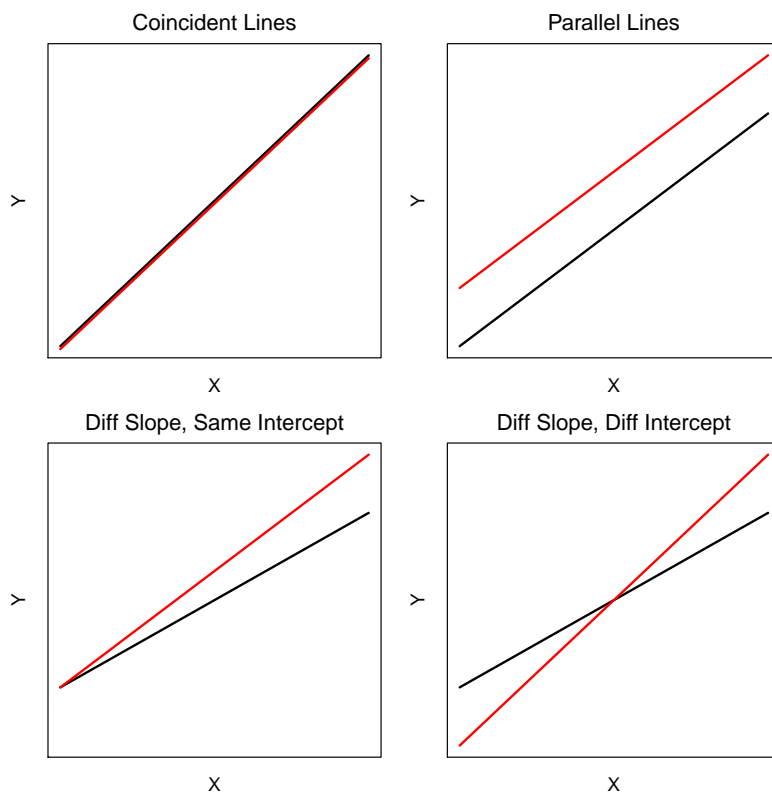 Coincident Lines
Y
X
Parallel Lines
Y
X
Diff Slope, Same Intercept
Y
X
Diff Slope, Diff Intercept
Y
X